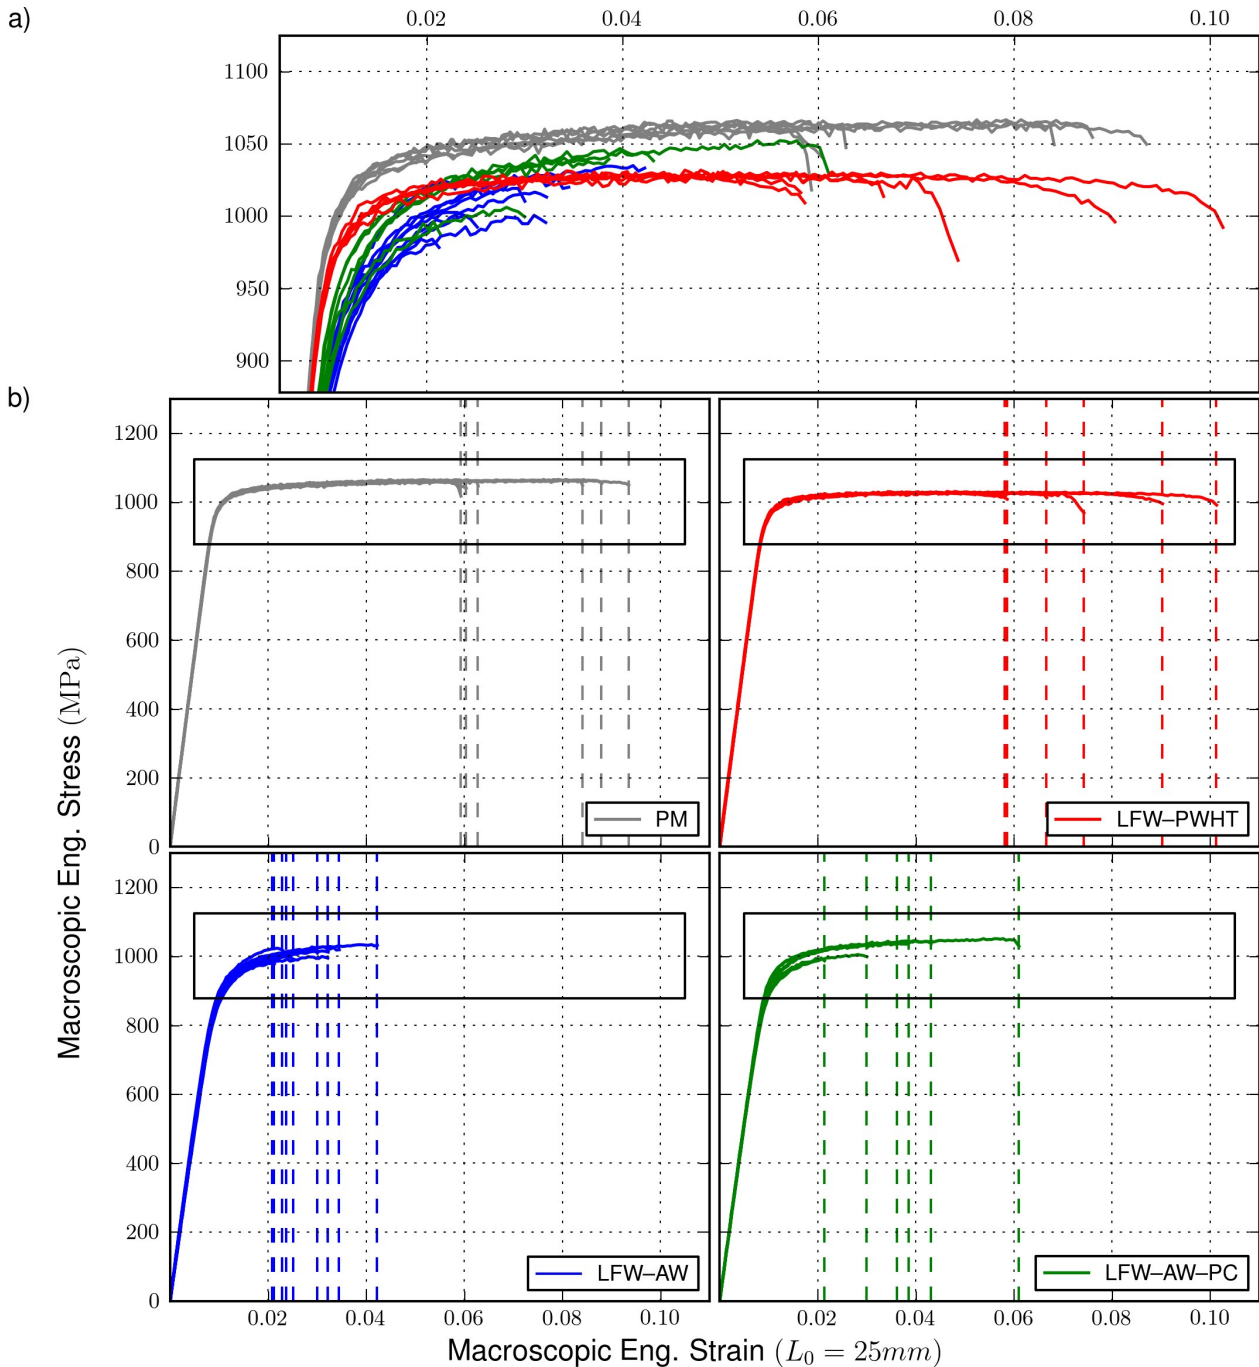 a)
0.02 0.04 0.06 0.08 0.10
1100
1050
1000
950
900
b)
1200
1000
800
600
400
200
0
PM
LFW–PWHT
Macroscopic Eng. Stress (MPa)
1200
1000
800
600
400
200
0
LFW–AW
LFW–AW–PC
0.02 0.04 0.06 0.08 0.10 0.02 0.04 0.06 0.08 0.10
Macroscopic Eng. Strain (L₀ = 25mm)